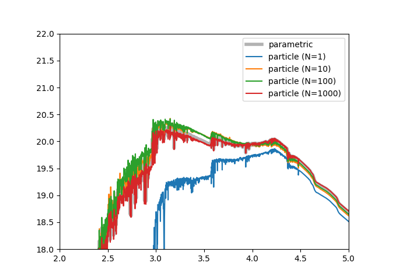 22.0
21.5
21.0
20.5
20.0
19.5
19.0
18.5
18.0
2.0 2.5 3.0 3.5 4.0 4.5 5.0
parametric
particle (N=1)
particle (N=10)
particle (N=100)
particle (N=1000)